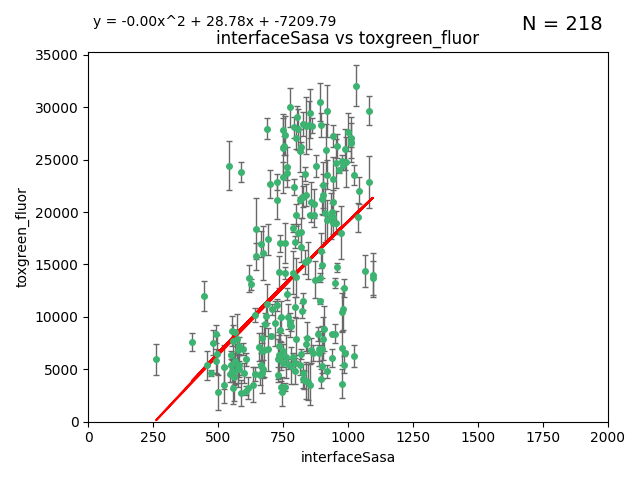 y = -0.00x^2 + 28.78x + -7209.79
N = 218
interfaceSasa vs toxgreen_fluor
toxgreen_fluor
35000
30000
25000
20000
15000
10000
5000
0
0 250 500 750 1000 1250 1500 1750 2000
interfaceSasa